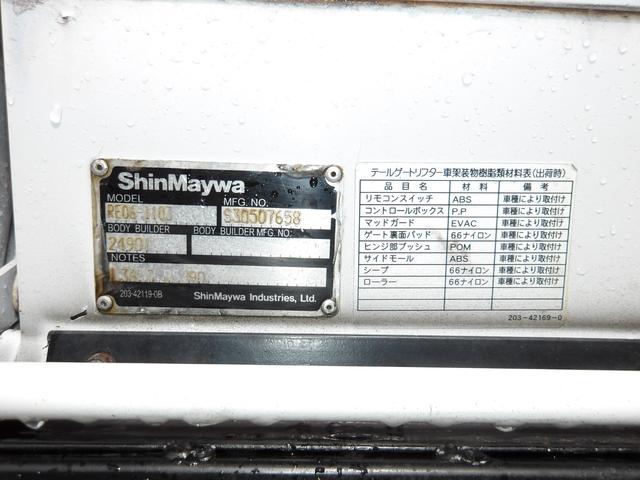 ShinMaywa
MODEL MFG. NO.
S30507658
BODY BUILDER BODY BUILDER MFG. NO.
NOTES
203-42119-0B ShinMaywa Industries, Ltd.
テールゲートリフター車架装物樹脂類材料表(出荷時)
品目名 材料 備考
リモコンスイッチ ABS 車種により取付け
コントロールボックス P.P 車種により取付け
マッドガード EVAC 車種により取付け
ゲート裏面パッド 66ナイロン 車種により取付け
ヒンジ部ブッシュ POM 車種により取付け
サイドモール ABS 車種により取付け
シーブ 66ナイロン 車種により取付け
ローラー 66ナイロン 車種により取付け
203-42169-0